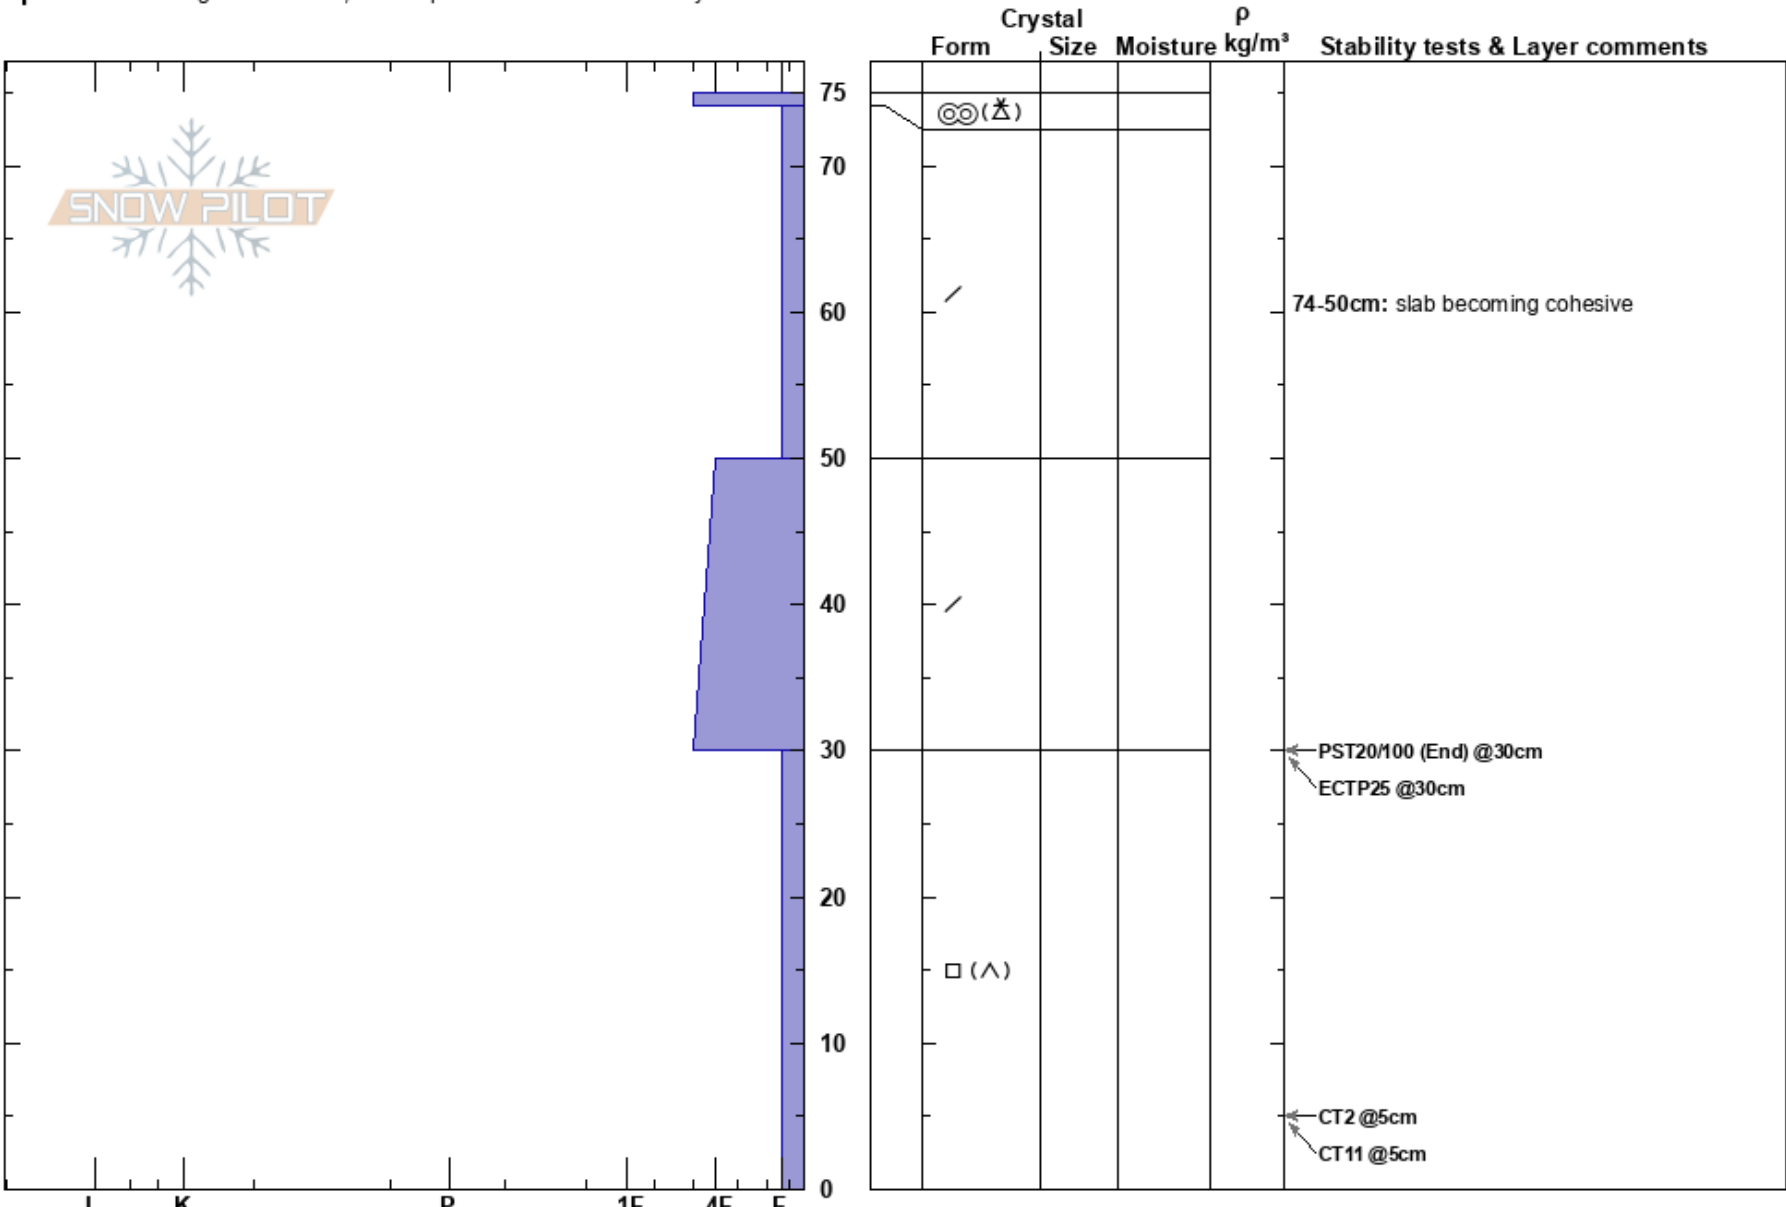 Crystal ρ
Form Size Moisture kg/m³ Stability tests & Layer comments
75
70
SNOW PILOT
60
74-50cm: slab becoming cohesive
50
40
30
PST20/100 (End) @30cm
ECTP25 @30cm
20
10
CT2 @5cm
CT11 @5cm
0
I K P 1F 4F F